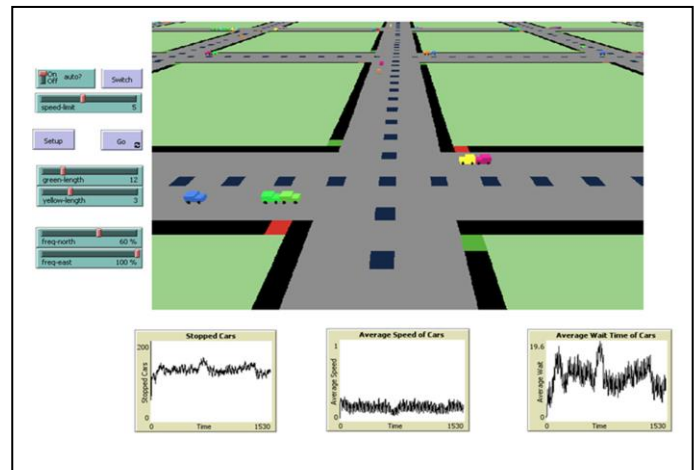 On
Off
auto?
Switch
speed-limit 5
Setup
Go
green-length 12
yellow-length 3
freq-north 60 %
freq-east 100 %
Stopped Cars
200
Stopped Cars
0
0 Time 1530
Average Speed of Cars
1
Average Speed
0
0 Time 1530
Average Wait Time of Cars
19.6
Average Wait
0
0 Time 1530